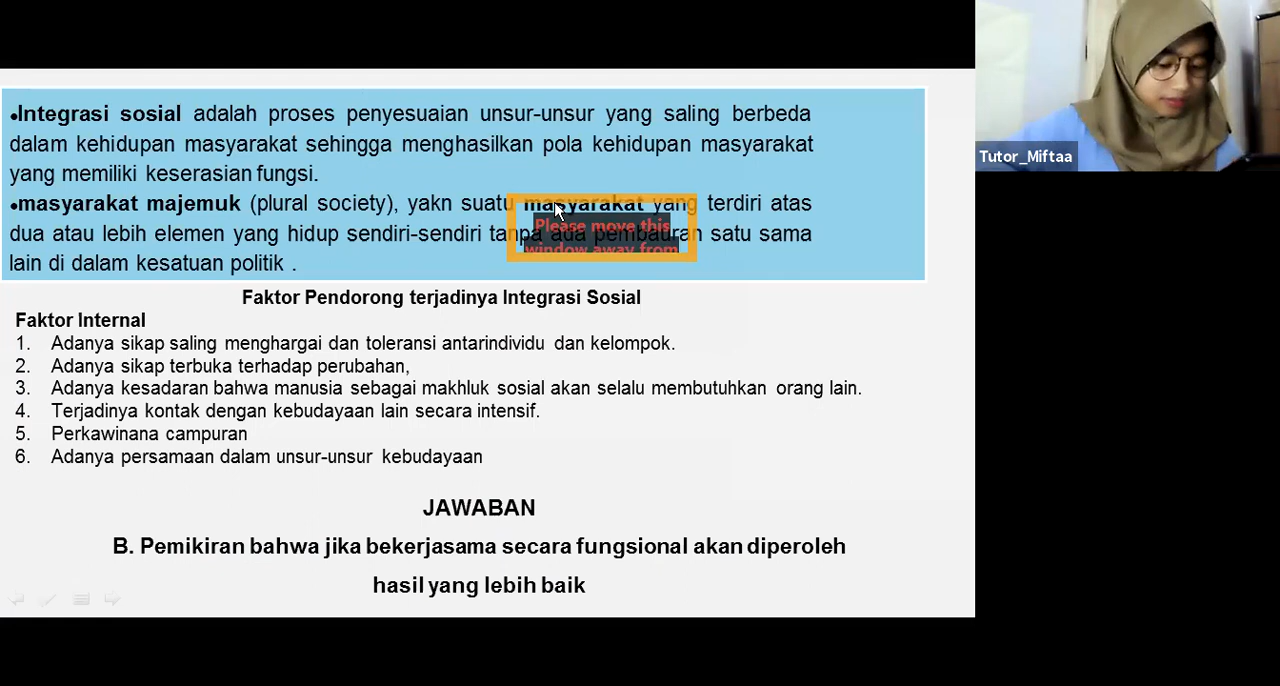 •Integrasi sosial adalah proses penyesuaian unsur-unsur yang saling berbeda
dalam kehidupan masyarakat sehingga menghasilkan pola kehidupan masyarakat
yang memiliki keserasian fungsi.
•masyarakat majemuk (plural society), yakn suatu masyarakat yang terdiri atas
dua atau lebih elemen yang hidup sendiri-sendiri tanpa ada pembauran satu sama
lain di dalam kesatuan politik .
Please move this
window away from
Faktor Pendorong terjadinya Integrasi Sosial
Faktor Internal
1. Adanya sikap saling menghargai dan toleransi antarindividu dan kelompok.
2. Adanya sikap terbuka terhadap perubahan,
3. Adanya kesadaran bahwa manusia sebagai makhluk sosial akan selalu membutuhkan orang lain.
4. Terjadinya kontak dengan kebudayaan lain secara intensif.
5. Perkawinana campuran
6. Adanya persamaan dalam unsur-unsur kebudayaan
JAWABAN
B. Pemikiran bahwa jika bekerjasama secara fungsional akan diperoleh
hasil yang lebih baik
Tutor_Miftaa